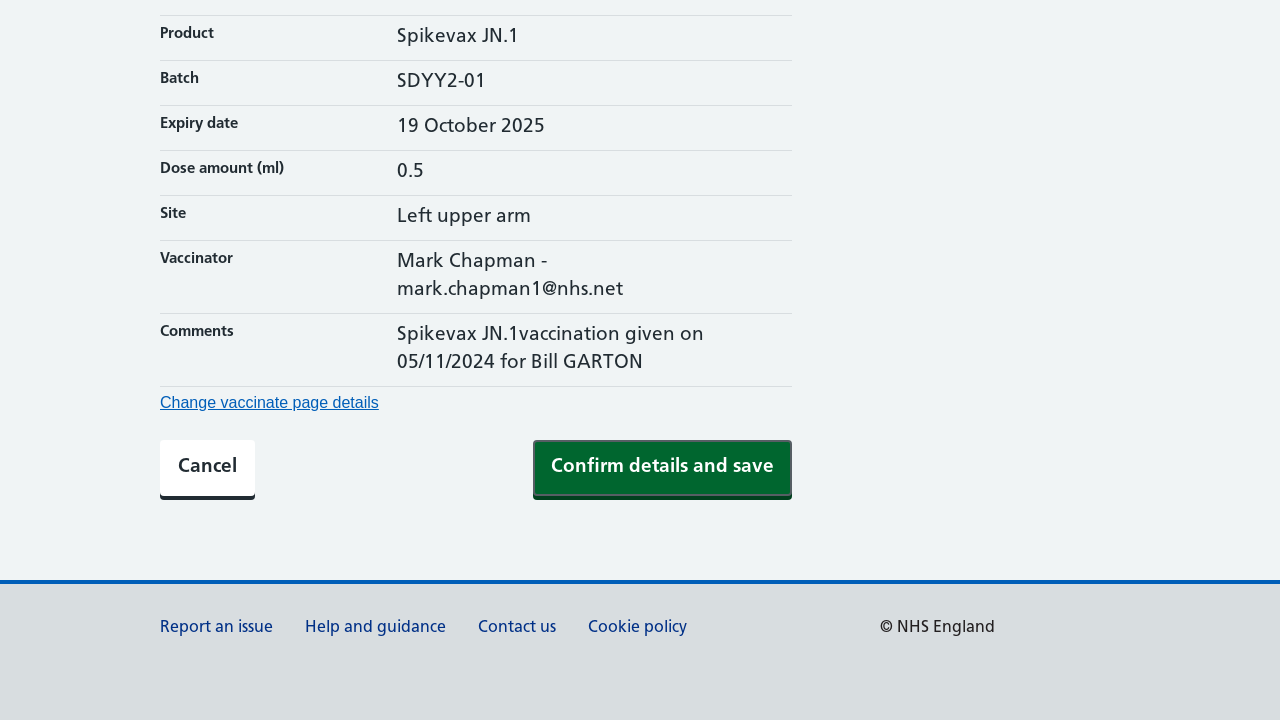 Product
Spikevax JN.1
Batch
SDYY2-01
Expiry date
19 October 2025
Dose amount (ml)
0.5
Site
Left upper arm
Vaccinator
Mark Chapman -
mark.chapman1@nhs.net
Comments
Spikevax JN.1vaccination given on
05/11/2024 for Bill GARTON
Change vaccinate page details
Cancel
Confirm details and save
Report an issue
Help and guidance
Contact us
Cookie policy
© NHS England